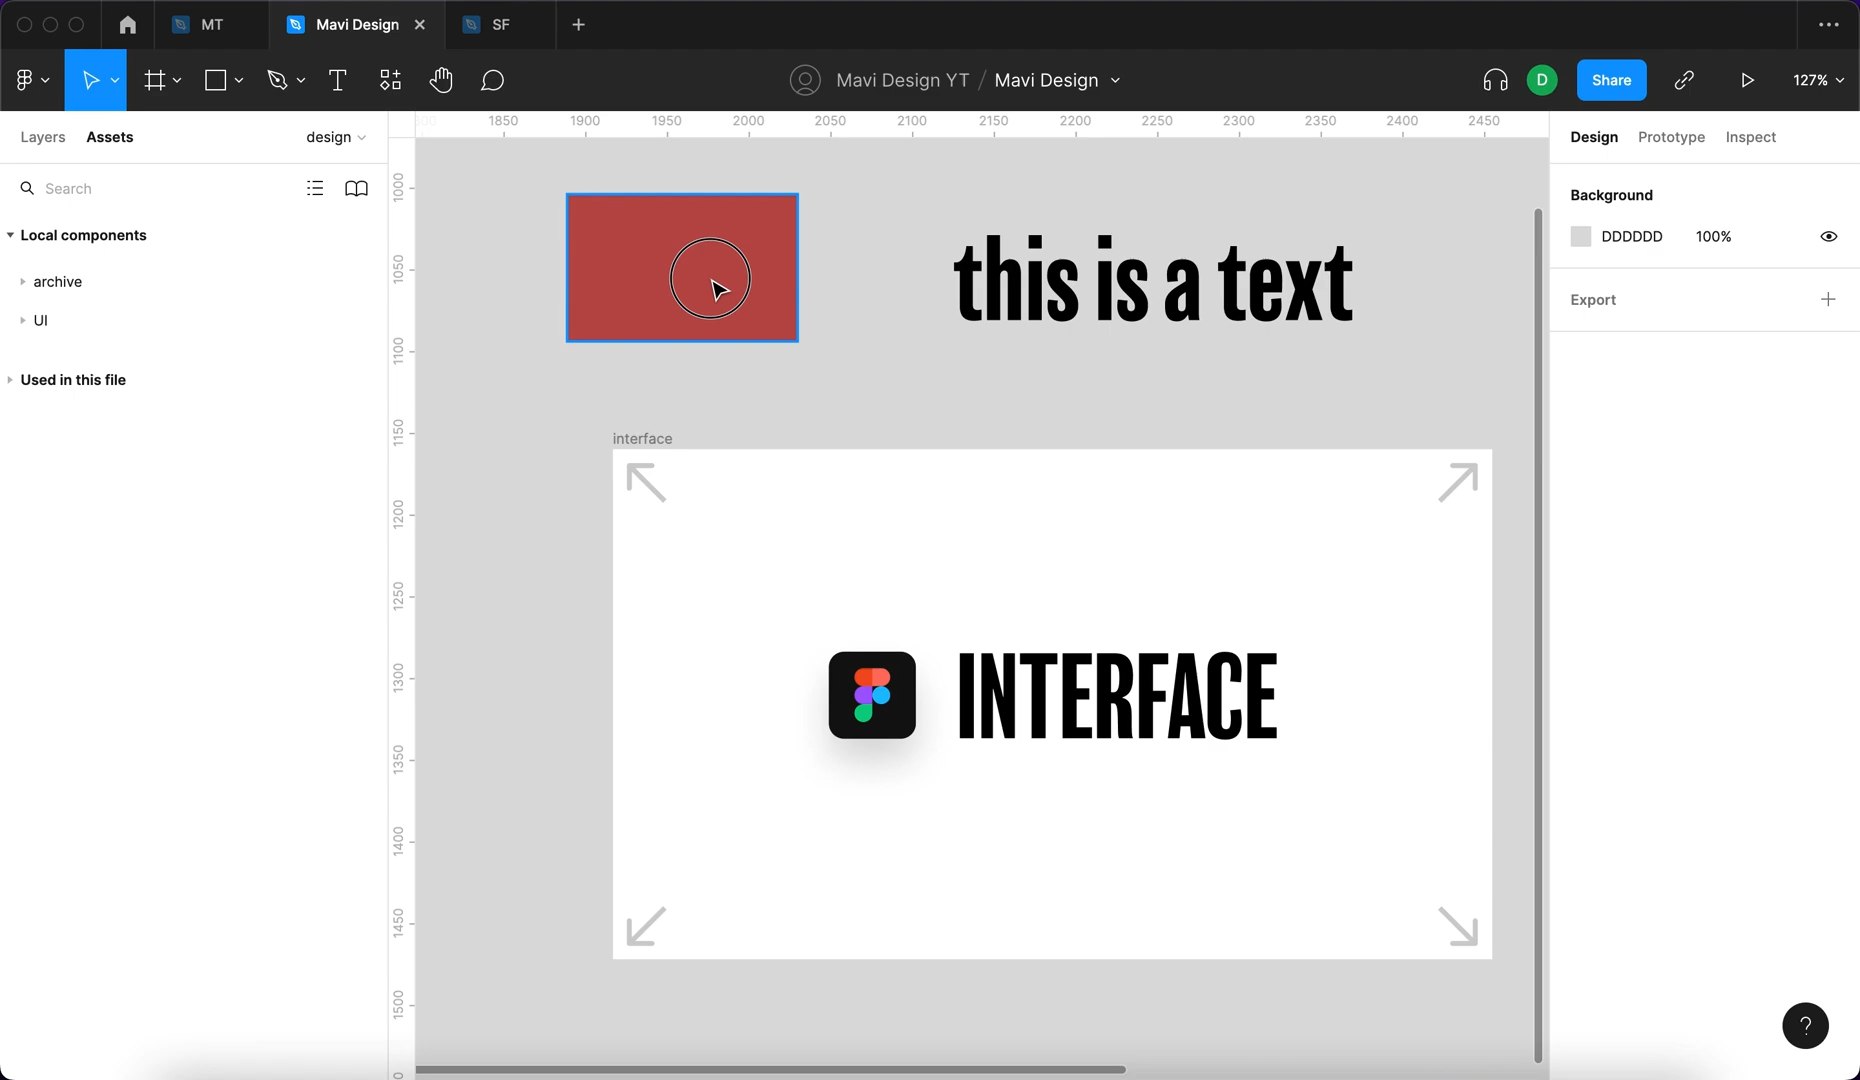 MT
Mavi Design
SF
Mavi Design YT / Mavi Design
D
Share
127%
Layers
Assets
design
Search
Local components
archive
UI
Used in this file
1850 1900 1950 2000 2050 2100 2150 2200 2250 2300 2350 2400 2450
1000
1050
1100
1150
1200
1250
1300
1350
1400
1450
1500
this is a text
interface
INTERFACE
Design
Prototype
Inspect
Background
DDDDDD
100%
Export
?